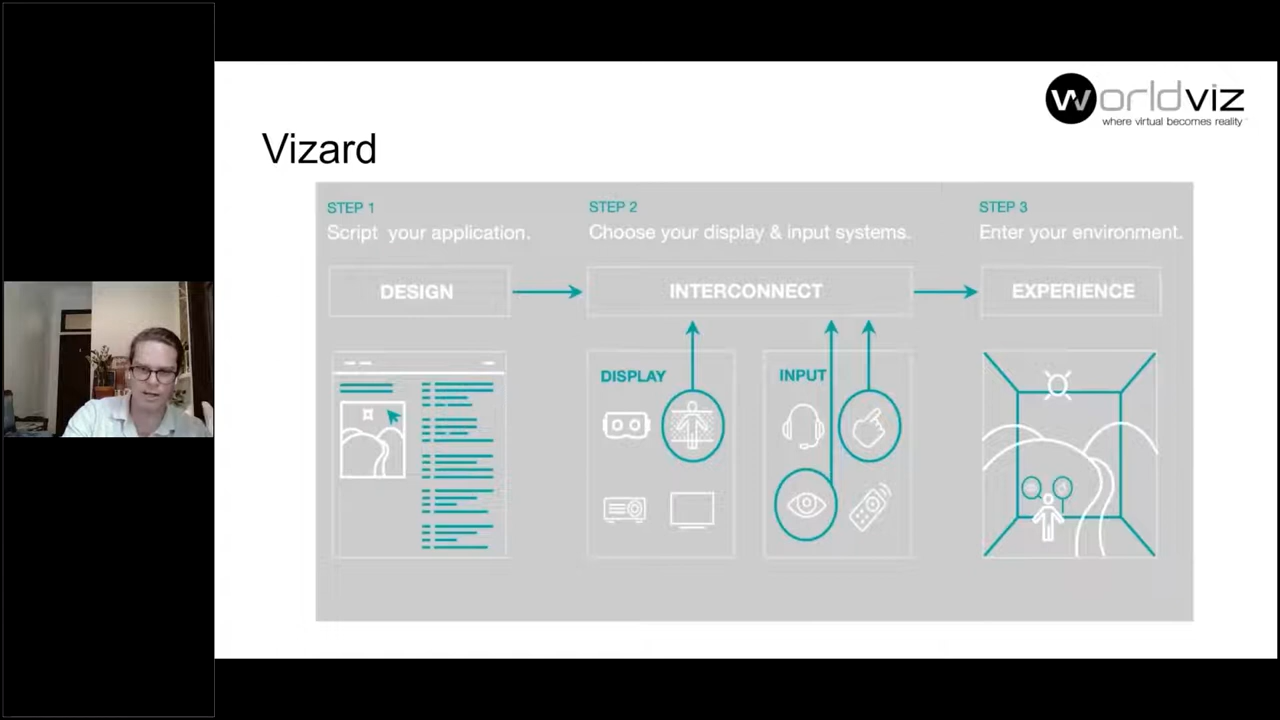 worldviz
where virtual becomes reality
Vizard
STEP 1
Script your application.
DESIGN
STEP 2
Choose your display & input systems.
INTERCONNECT
DISPLAY
INPUT
STEP 3
Enter your environment.
EXPERIENCE